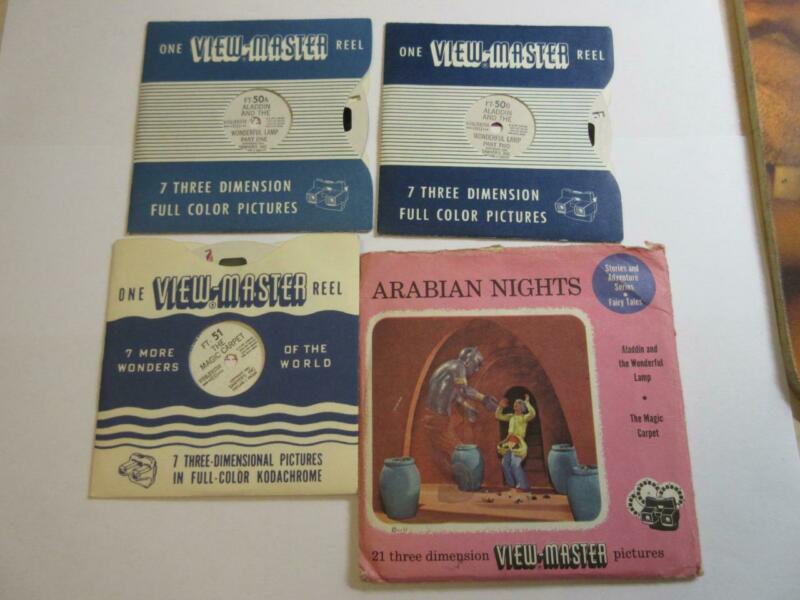 ONE VIEW-MASTER REEL
FT-50A
ALADDIN
AND THE
WONDERFUL LAMP
PART ONE
7 THREE DIMENSION
FULL COLOR PICTURES
ONE VIEW-MASTER REEL
FT-50B
ALADDIN
AND THE
WONDERFUL LAMP
PART TWO
7 THREE DIMENSION
FULL COLOR PICTURES
ONE VIEW-MASTER REEL
FT. 51
THE
MAGIC CARPET
7 MORE
WONDERS
OF THE
WORLD
7 THREE-DIMENSIONAL PICTURES
IN FULL-COLOR KODACHROME
ARABIAN NIGHTS
Stories and
Adventure
Series
•
Fairy Tales
Aladdin and
the Wonderful
Lamp
•
The Magic
Carpet
21 three dimension VIEW-MASTER pictures